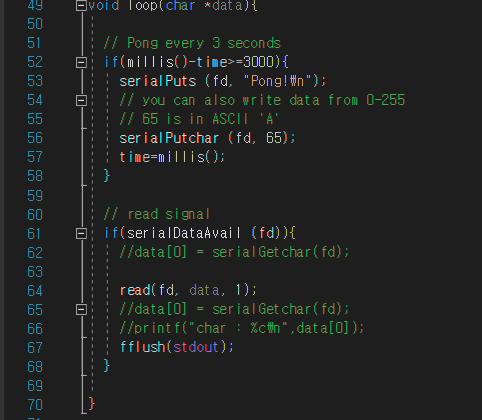 49 void loop(char *data){
50
51 // Pong every 3 seconds
52 if(millis()-time>=3000){
53 serialPuts (fd, "Pong!₩n");
54 // you can also write data from 0-255
55 // 65 is in ASCII 'A'
56 serialPutchar (fd, 65);
57 time=millis();
58 }
59
60 // read signal
61 if(serialDataAvail (fd)){
62 //data[0] = serialGetchar(fd);
63
64 read(fd, data, 1);
65 //data[0] = serialGetchar(fd);
66 //printf("char : %c₩n",data[0]);
67 fflush(stdout);
68 }
69
70 }